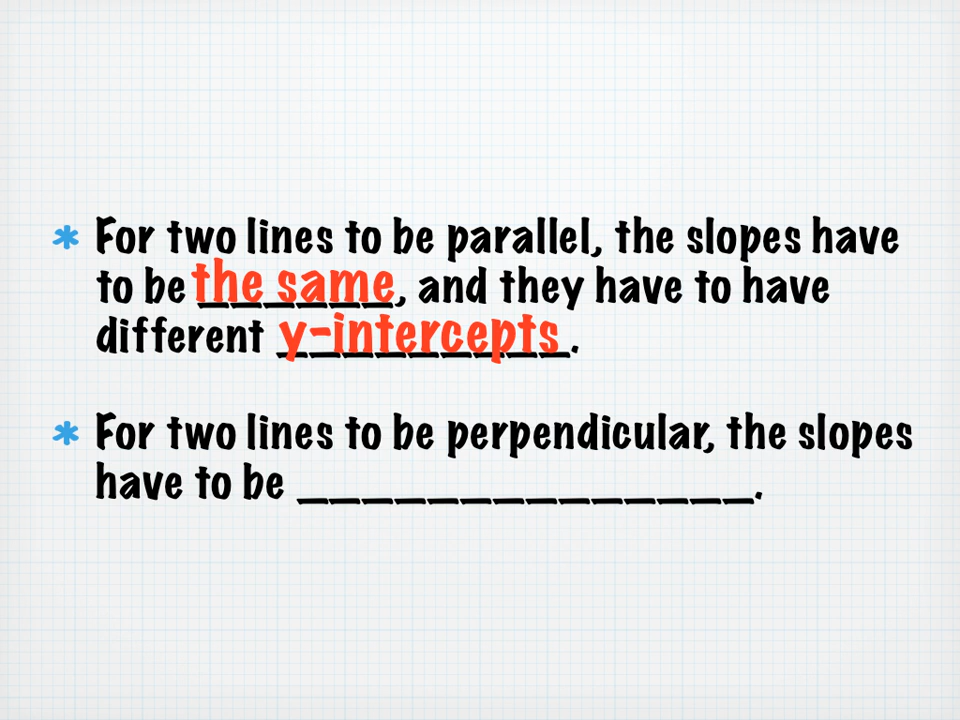 * For two lines to be parallel, the slopes have
to be the same, and they have to have
different y-intercepts.
* For two lines to be perpendicular, the slopes
have to be ______________.